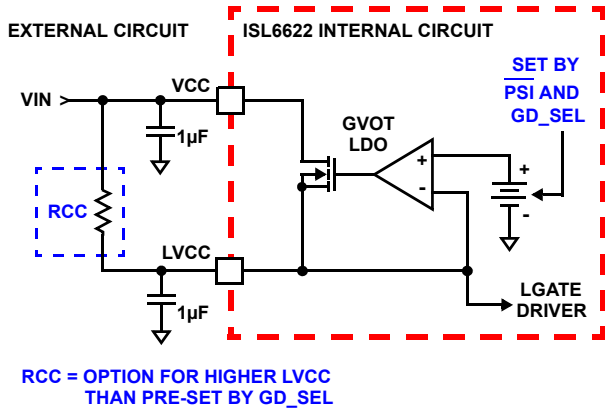 EXTERNAL CIRCUIT
ISL6622 INTERNAL CIRCUIT
SET BY
PSI AND
GD_SEL
VCC
VIN
1µF
GVOT
LDO
+
-
+
-
RCC
LVCC
1µF
LGATE
DRIVER
RCC = OPTION FOR HIGHER LVCC
THAN PRE-SET BY GD_SEL